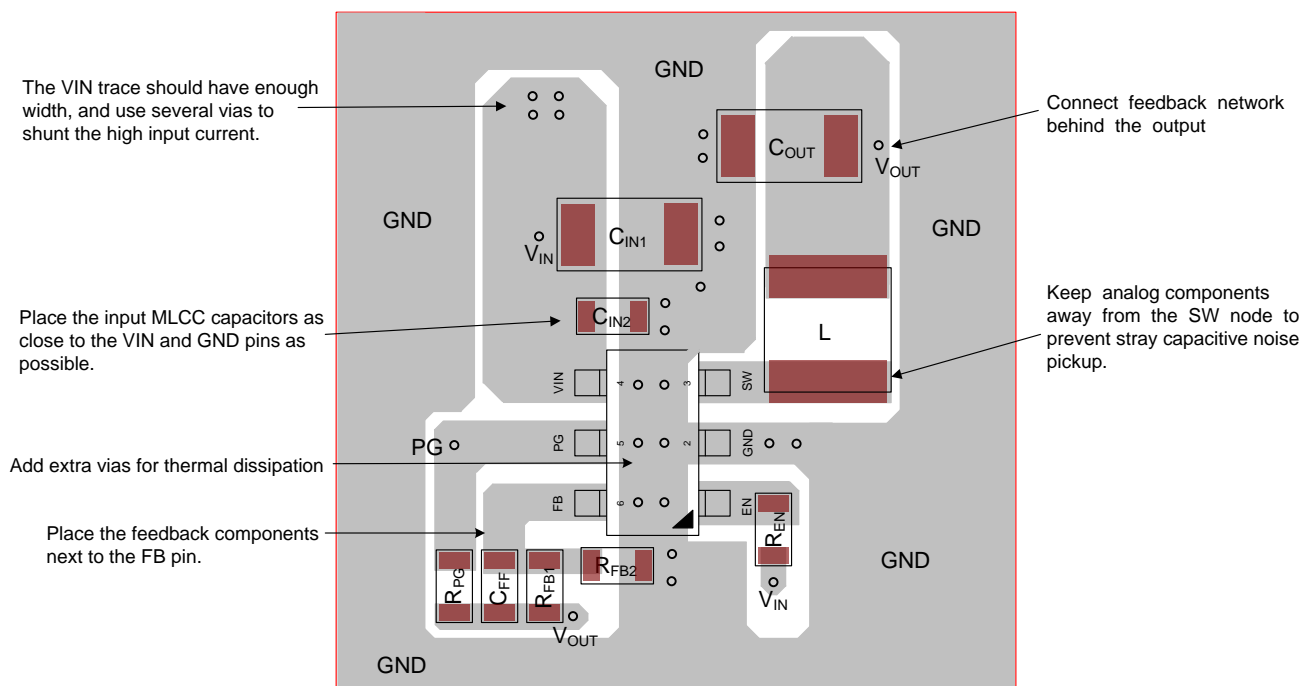 The VIN trace should have enough
width, and use several vias to
shunt the high input current.
GND
Connect feedback network
behind the output
COUT
VOUT
GND
CIN1
VIN
GND
Place the input MLCC capacitors as
close to the VIN and GND pins as
possible.
CIN2
L
Keep analog components
away from the SW node to
prevent stray capacitive noise
pickup.
VIN
4
3
SW
PG
PG
5
2
GND
Add extra vias for thermal dissipation
FB
6
EN
Place the feedback components
next to the FB pin.
REN
RPG
CFF
RFB1
RFB2
GND
VIN
VOUT
GND